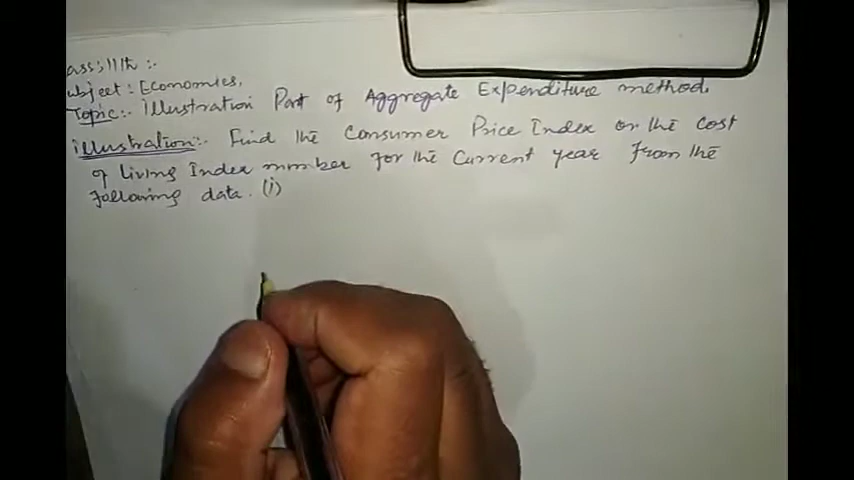 ass: 11th :-
ubject : Economics,
Topic:- illustration Part of Aggregate Expenditure method.
illustration:- Find the Consumer Price Index or the cost
of living Index number for the Current year from the
following data. (i)